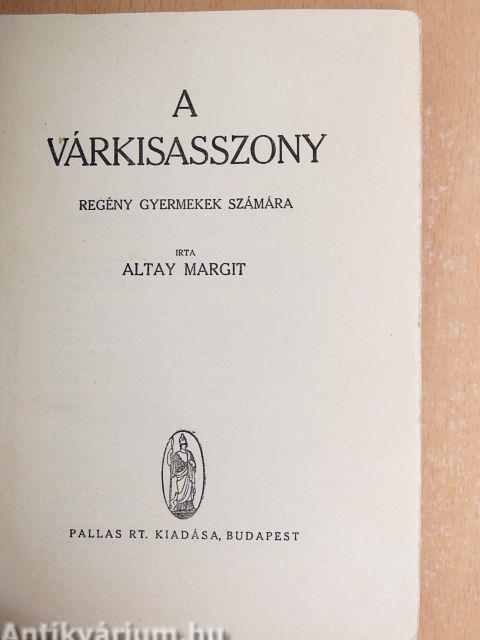 A
VÁRKISASSZONY
REGÉNY GYERMEKEK SZÁMÁRA
IRTA
ALTAY MARGIT
PALLAS RT. KIADÁSA, BUDAPEST
Antikvárium.hu